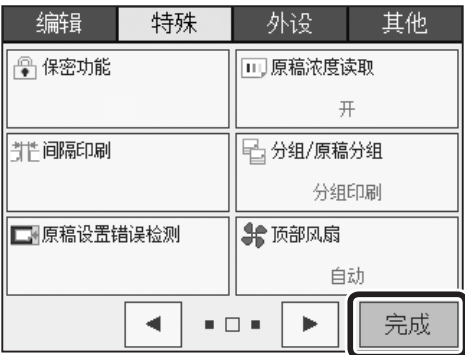 编辑 特殊 外设 其他
保密功能 原稿浓度读取
开
间隔印刷 分组/原稿分组
分组印刷
原稿设置错误检测 顶部风扇
自动
完成